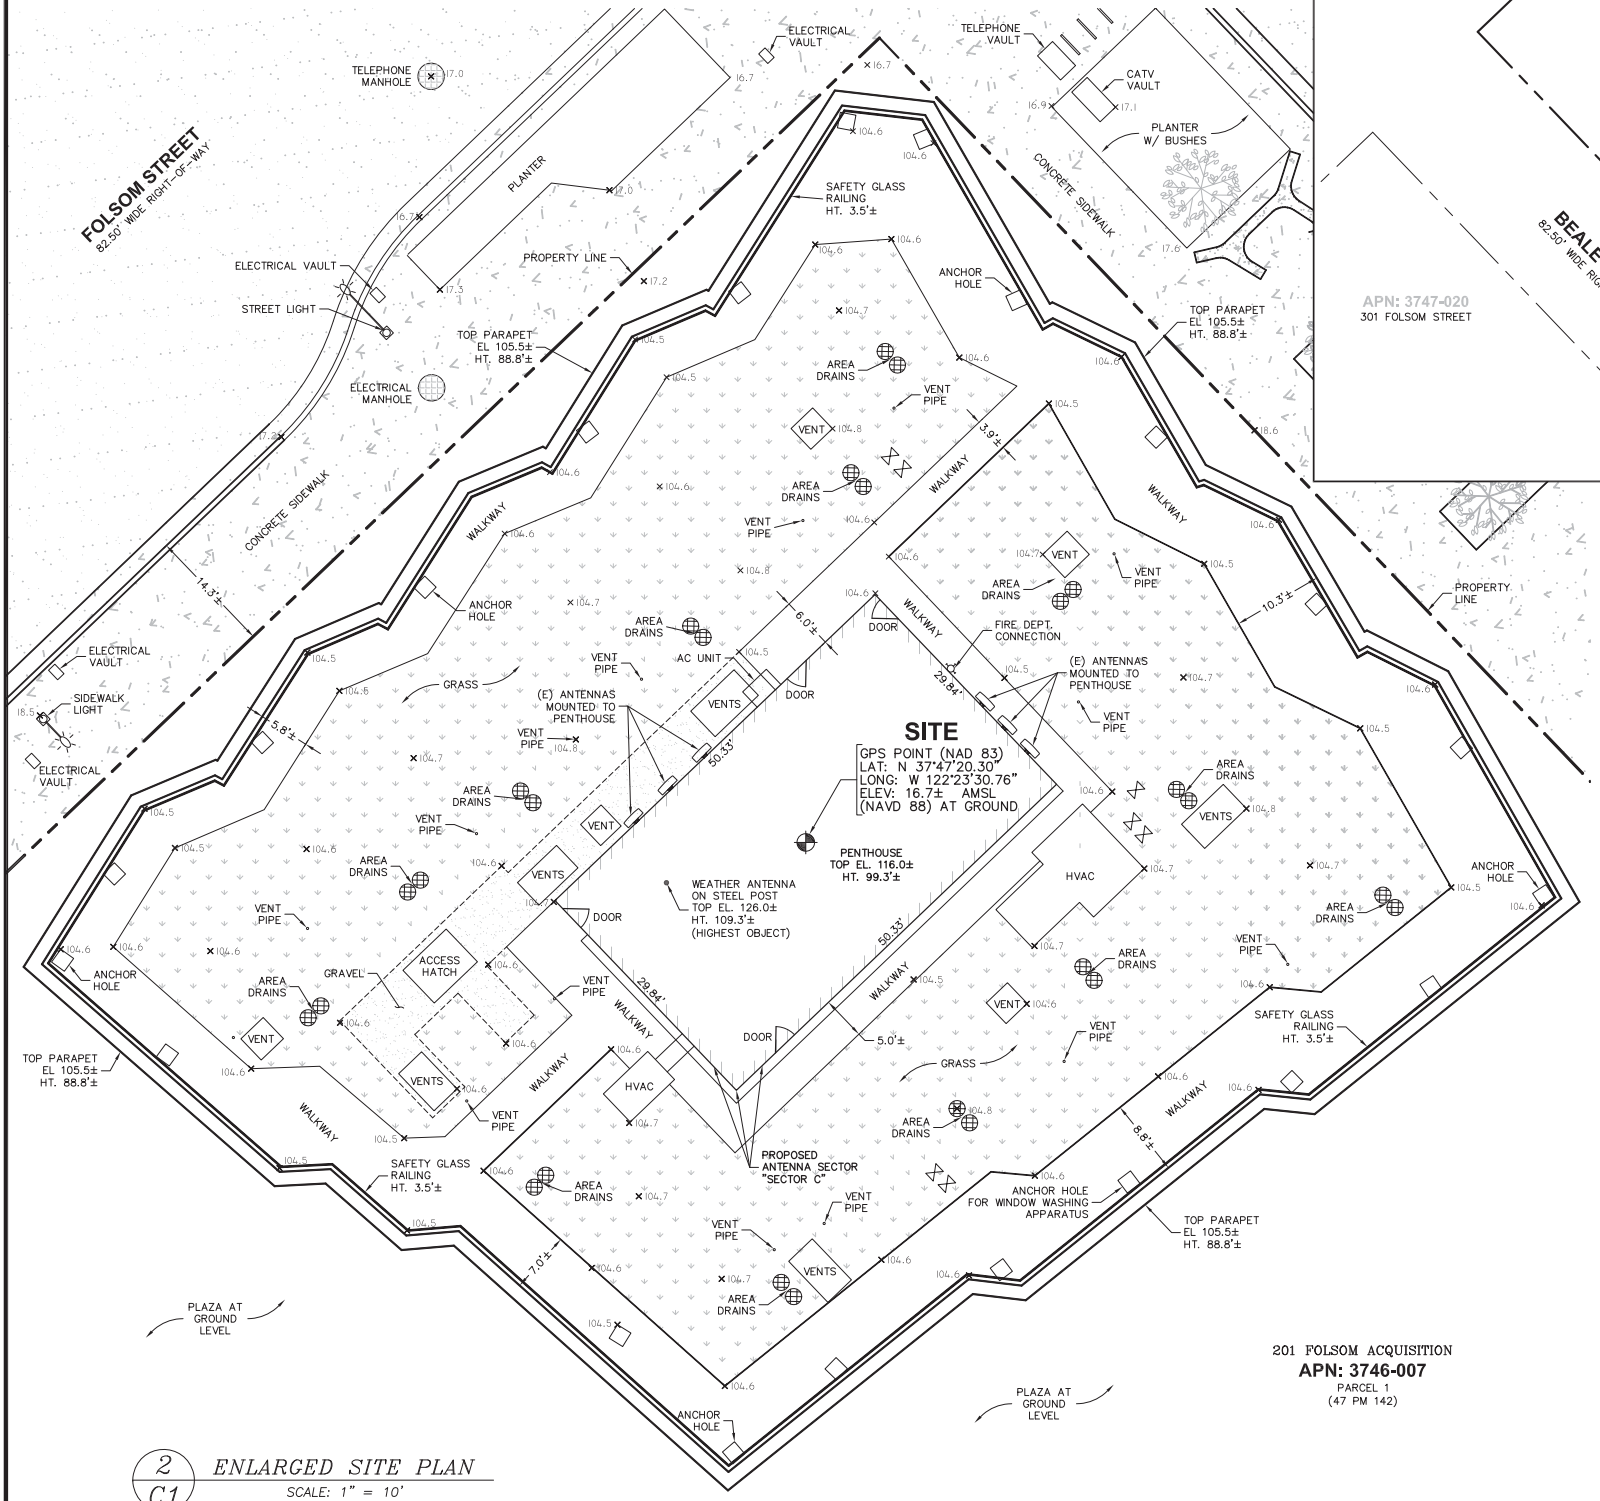 ELECTRICAL
VAULT
TELEPHONE
VAULT
TELEPHONE
MANHOLE
17.0
16.7
16.7
CATV
VAULT
16.9
17.1
PLANTER
W/ BUSHES
104.6
104.6
FOLSOM STREET
82.50' WIDE RIGHT-OF-WAY
PLANTER
17.0
CONCRETE SIDEWALK
SAFETY GLASS
RAILING
HT. 3.5'±
16.7
BEALE
82.50' WIDE RIG
17.6
104.6
104.6
ELECTRICAL VAULT
PROPERTY LINE
17.2
17.3
ANCHOR
HOLE
STREET LIGHT
104.7
TOP PARAPET
EL 105.5±
HT. 88.8'±
APN: 3747-020
301 FOLSOM STREET
TOP PARAPET
EL 105.5±
HT. 88.8'±
104.5
104.6
104.6
AREA
DRAINS
104.5
ELECTRICAL
MANHOLE
VENT
PIPE
104.5
17.2
VENT
104.8
3.9'±
18.6
104.6
104.6
AREA
DRAINS
WALKWAY
CONCRETE SIDEWALK
WALKWAY
WALKWAY
104.6
VENT
PIPE
104.6
104.6
104.6
104.7
VENT
104.5
104.8
VENT
PIPE
14.3'±
AREA
DRAINS
PROPERTY
LINE
104.7
104.6
6.0'±
10.3'±
ANCHOR
HOLE
AREA
DRAINS
DOOR
WALKWAY
FIRE DEPT.
CONNECTION
ELECTRICAL
VAULT
104.5
104.5
AC UNIT
VENT
PIPE
104.5
(E) ANTENNAS
MOUNTED TO
PENTHOUSE
104.7
104.6
104.6
GRASS
(E) ANTENNAS
MOUNTED TO
PENTHOUSE
DOOR
29.84'
SIDEWALK
LIGHT
18.5
VENTS
VENT
PIPE
5.8'±
VENT
PIPE
104.8
SITE
104.5
50.33'
GPS POINT (NAD 83)
LAT: N 37°47'20.30"
LONG: W 122°23'30.76"
ELEV: 16.7± AMSL
(NAVD 88) AT GROUND
104.7
ELECTRICAL
VAULT
AREA
DRAINS
AREA
DRAINS
104.6
104.5
104.8
VENTS
VENT
PIPE
VENT
104.5
104.6
PENTHOUSE
TOP EL. 116.0±
HT. 99.3'±
AREA
DRAINS
104.6
VENTS
HVAC
104.7
104.7
ANCHOR
HOLE
WEATHER ANTENNA
ON STEEL POST
TOP EL. 126.0±
HT. 109.3'±
(HIGHEST OBJECT)
104.7
104.5
104.6
AREA
DRAINS
VENT
PIPE
DOOR
50.33'
104.6
104.6
104.6
104.7
VENT
PIPE
ACCESS
HATCH
AREA
DRAINS
ANCHOR
HOLE
GRAVEL
104.6
WALKWAY
104.5
104.6
AREA
DRAINS
VENT
PIPE
29.84'
VENT
104.6
104.6
WALKWAY
SAFETY GLASS
RAILING
HT. 3.5'±
VENT
DOOR
5.0'±
VENT
PIPE
104.6
104.6
TOP PARAPET
EL 105.5±
HT. 88.8'±
104.6
GRASS
VENTS
104.6
WALKWAY
HVAC
104.6
104.6
WALKWAY
104.8
AREA
DRAINS
WALKWAY
VENT
PIPE
104.7
104.5
8.8'±
104.5
SAFETY GLASS
RAILING
HT. 3.5'±
104.6
PROPOSED
ANTENNA SECTOR
"SECTOR C"
104.6
AREA
DRAINS
104.7
ANCHOR HOLE
FOR WINDOW WASHING
APPARATUS
104.5
VENT
PIPE
VENT
PIPE
TOP PARAPET
EL 105.5±
HT. 88.8'±
7.0'±
104.6
104.7
VENTS
104.6
104.6
AREA
DRAINS
PLAZA AT
GROUND
LEVEL
104.5
201 FOLSOM ACQUISITION
APN: 3746-007
PARCEL 1
(47 PM 142)
104.6
PLAZA AT
GROUND
LEVEL
ANCHOR
HOLE
2
C1
ENLARGED SITE PLAN
SCALE: 1" = 10'